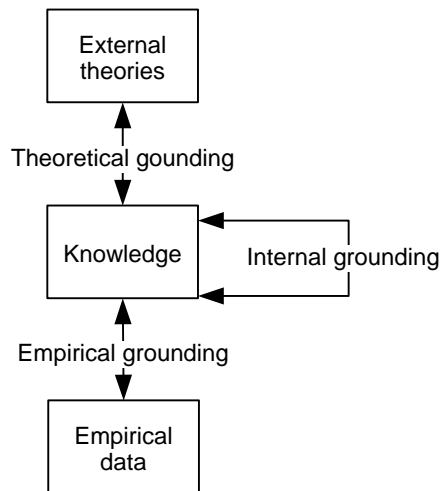 External
theories
Theoretical gounding
Knowledge
Internal grounding
Empirical grounding
Empirical
data